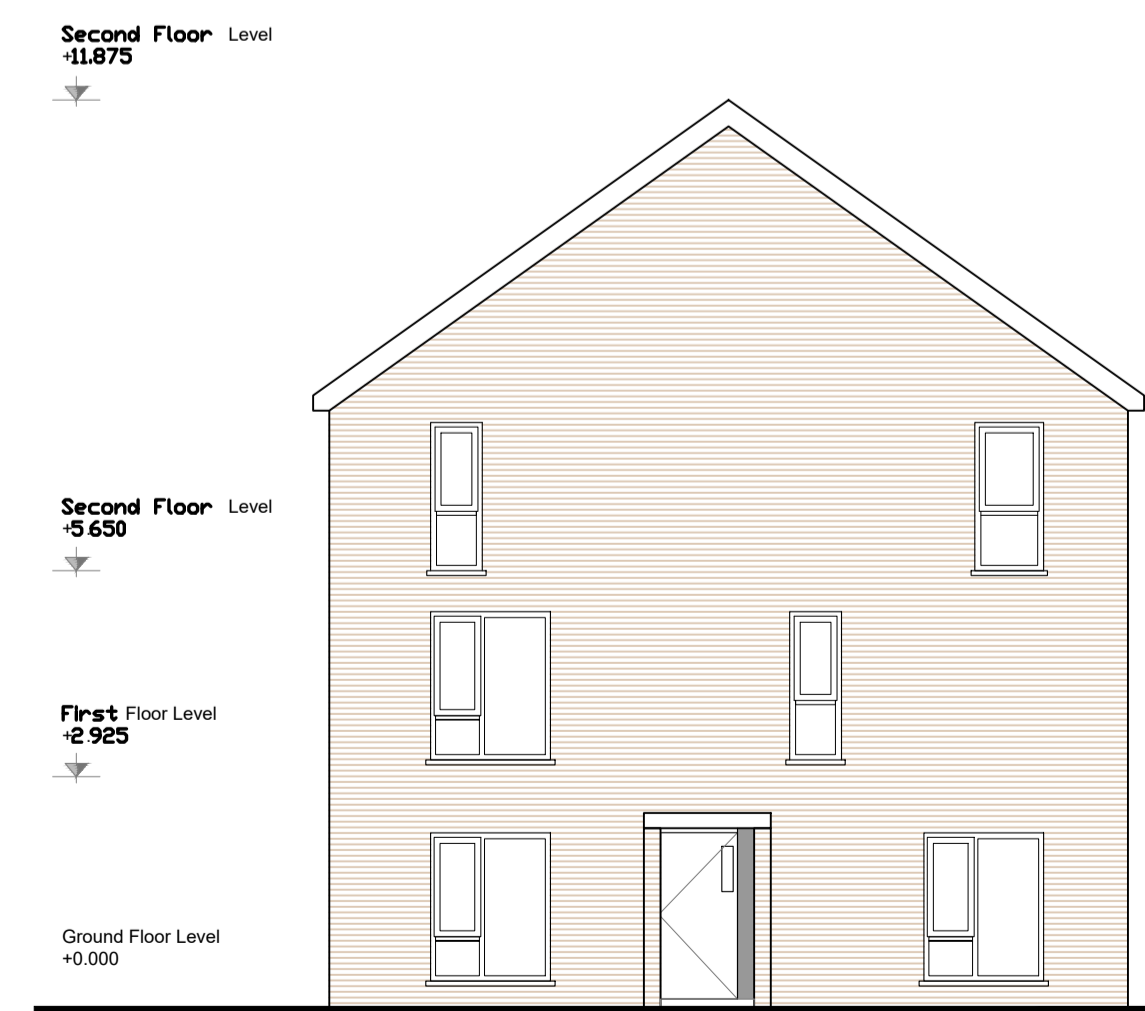 Second Floor Level
+11.875
Second Floor Level
+5.650
First Floor Level
+2.925
Ground Floor Level
+0.000